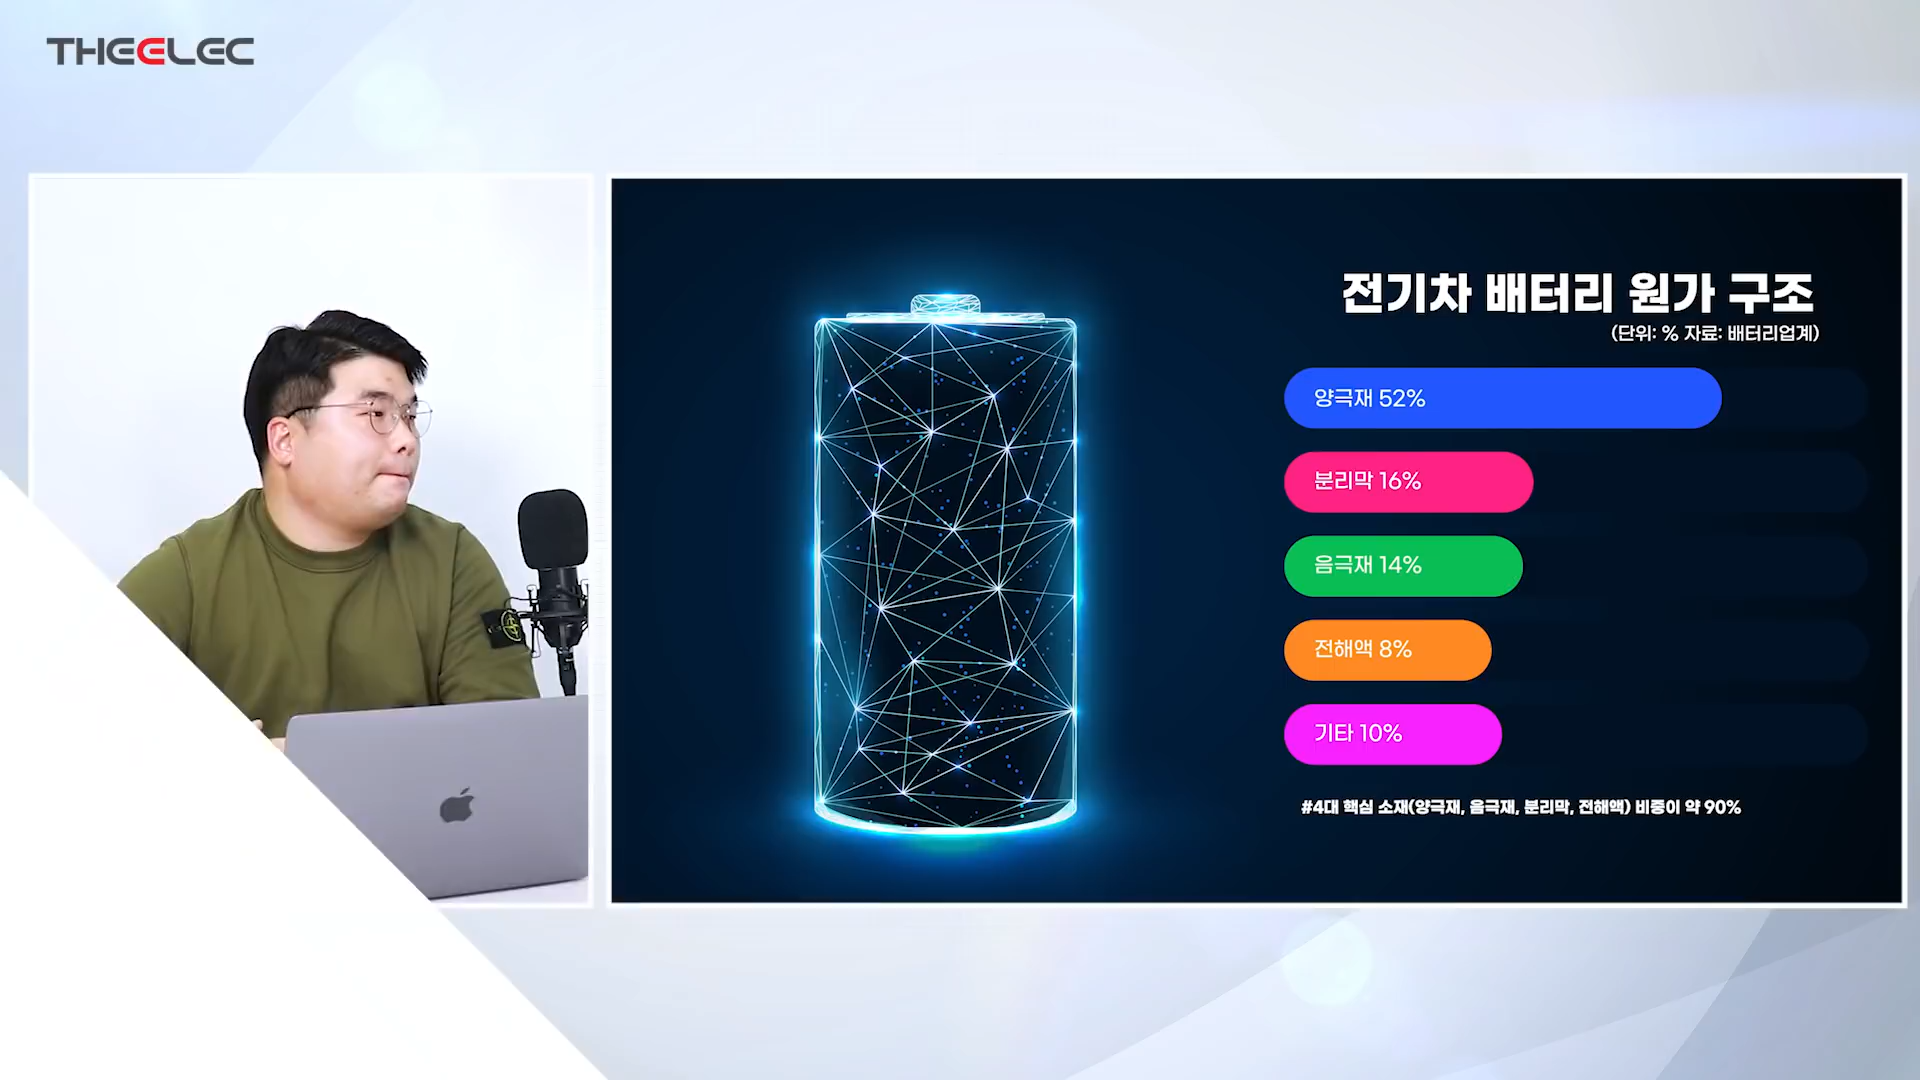 THEELEC
전기차 배터리 원가 구조
(단위: % 자료: 배터리업계)
양극재 52%
분리막 16%
음극재 14%
전해액 8%
기타 10%
#4대 핵심 소재(양극재, 음극재, 분리막, 전해액) 비중이 약 90%